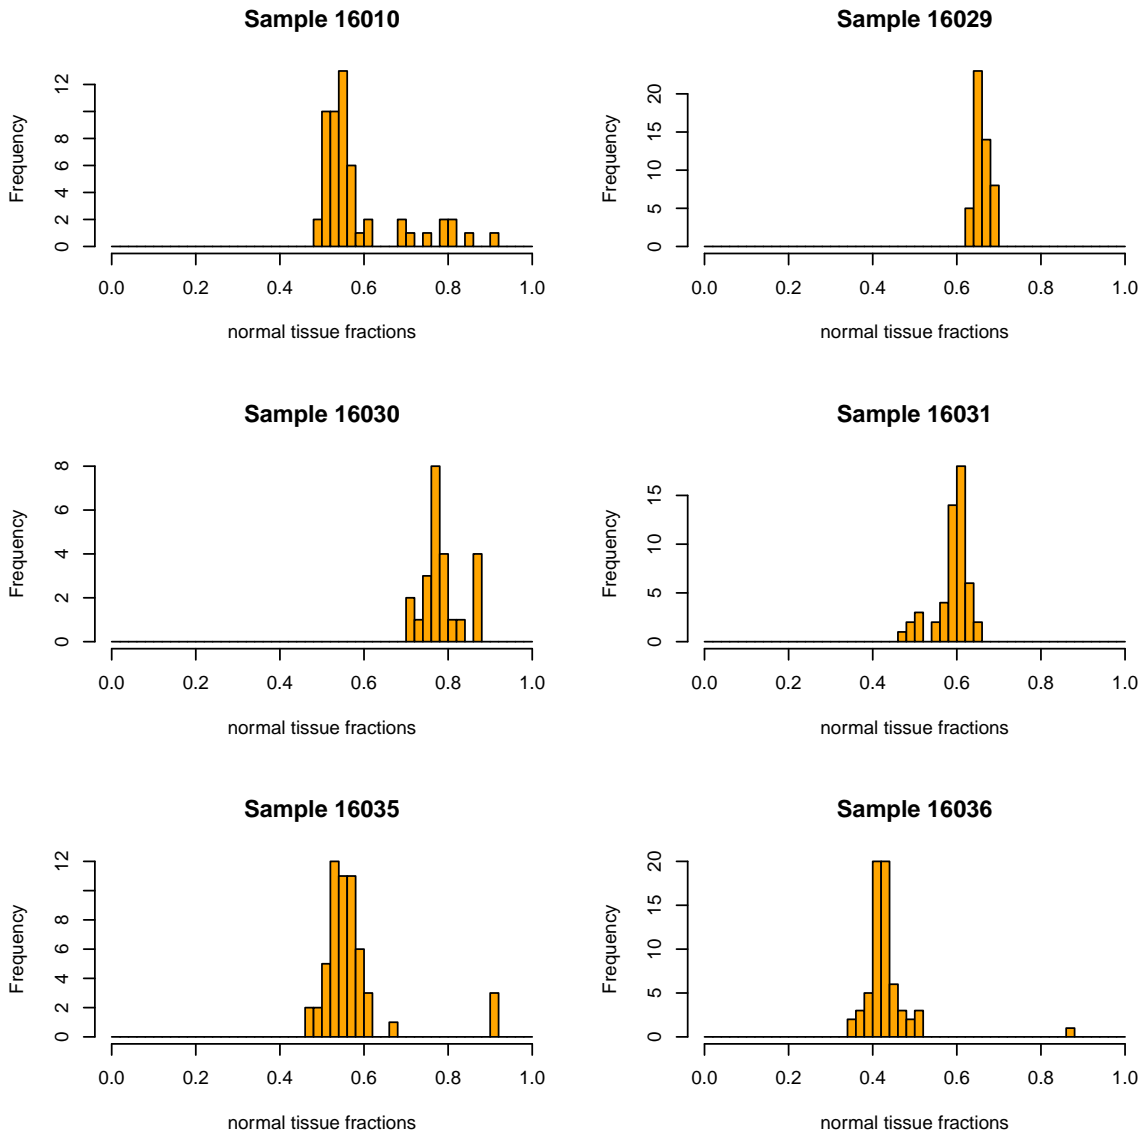 Sample 16010
Frequency
0 2 4 6 8 12
0.0 0.2 0.4 0.6 0.8 1.0
normal tissue fractions
Sample 16029
Frequency
0 5 10 15 20
0.0 0.2 0.4 0.6 0.8 1.0
normal tissue fractions
Sample 16030
Frequency
0 2 4 6 8
0.0 0.2 0.4 0.6 0.8 1.0
normal tissue fractions
Sample 16031
Frequency
0 5 10 15
0.0 0.2 0.4 0.6 0.8 1.0
normal tissue fractions
Sample 16035
Frequency
0 2 4 6 8 12
0.0 0.2 0.4 0.6 0.8 1.0
normal tissue fractions
Sample 16036
Frequency
0 5 10 15 20
0.0 0.2 0.4 0.6 0.8 1.0
normal tissue fractions